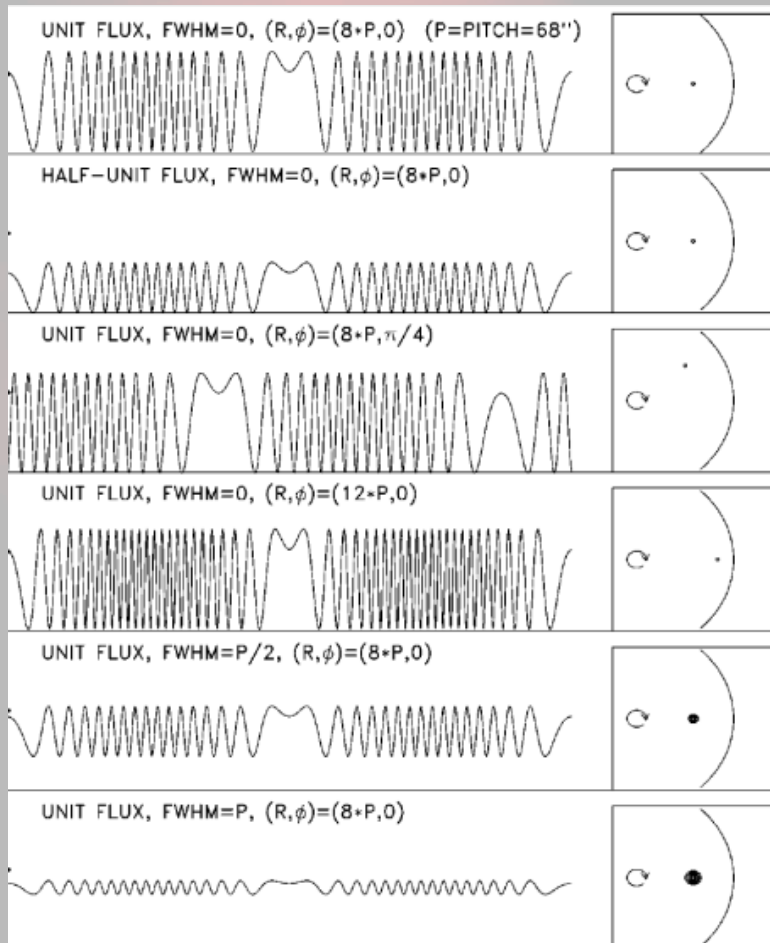 UNIT FLUX, FWHM=0, (R,ϕ)=(8*P,0) (P=PITCH=68")
HALF-UNIT FLUX, FWHM=0, (R,ϕ)=(8*P,0)
UNIT FLUX, FWHM=0, (R,ϕ)=(8*P,π/4)
UNIT FLUX, FWHM=0, (R,ϕ)=(12*P,0)
UNIT FLUX, FWHM=P/2, (R,ϕ)=(8*P,0)
UNIT FLUX, FWHM=P, (R,ϕ)=(8*P,0)